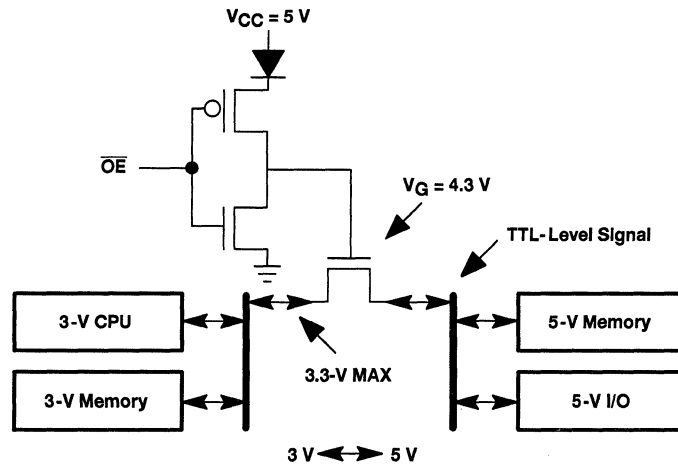 VCC = 5 V
OE
VG = 4.3 V
TTL-Level Signal
3-V CPU
5-V Memory
3.3-V MAX
3-V Memory
5-V I/O
3 V 5 V